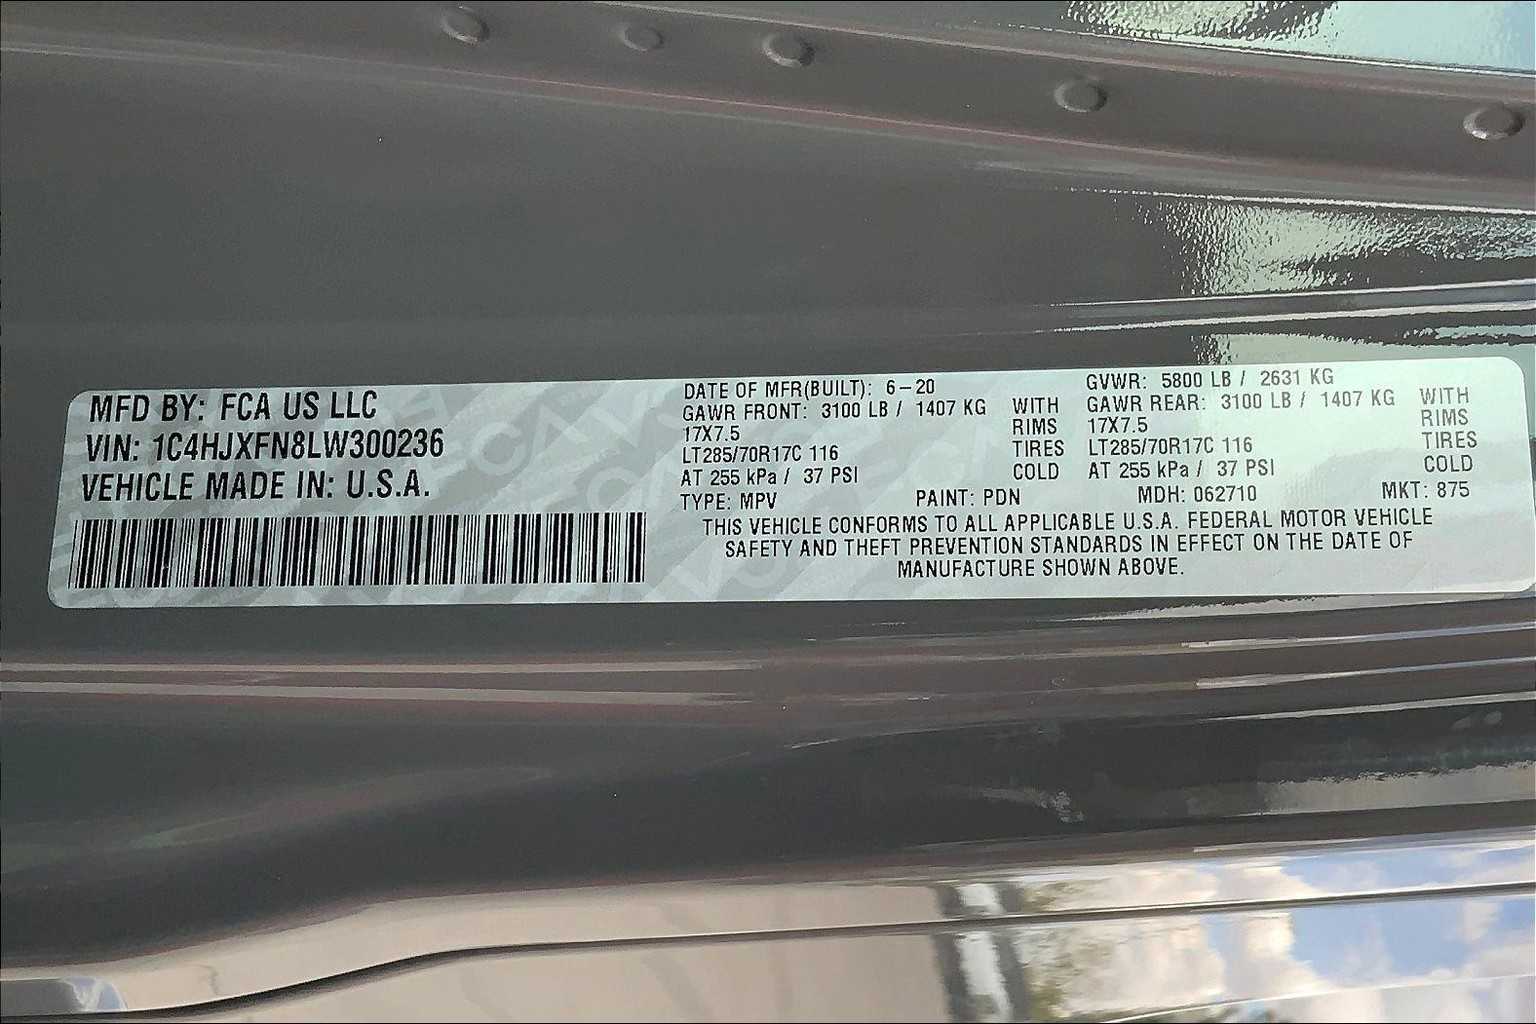 MFD BY: FCA US LLC
VIN: 1C4HJXFN8LW300236
VEHICLE MADE IN: U.S.A.
DATE OF MFR(BUILT): 6-20
GAWR FRONT: 3100 LB / 1407 KG WITH
17X7.5 RIMS
LT285/70R17C 116 TIRES
AT 255 kPa / 37 PSI COLD
GVWR: 5800 LB / 2631 KG
GAWR REAR: 3100 LB / 1407 KG WITH
17X7.5 RIMS
LT285/70R17C 116 TIRES
AT 255 kPa / 37 PSI COLD
TYPE: MPV PAINT: PDN MDH: 062710 MKT: 875
THIS VEHICLE CONFORMS TO ALL APPLICABLE U.S.A. FEDERAL MOTOR VEHICLE
SAFETY AND THEFT PREVENTION STANDARDS IN EFFECT ON THE DATE OF
MANUFACTURE SHOWN ABOVE.